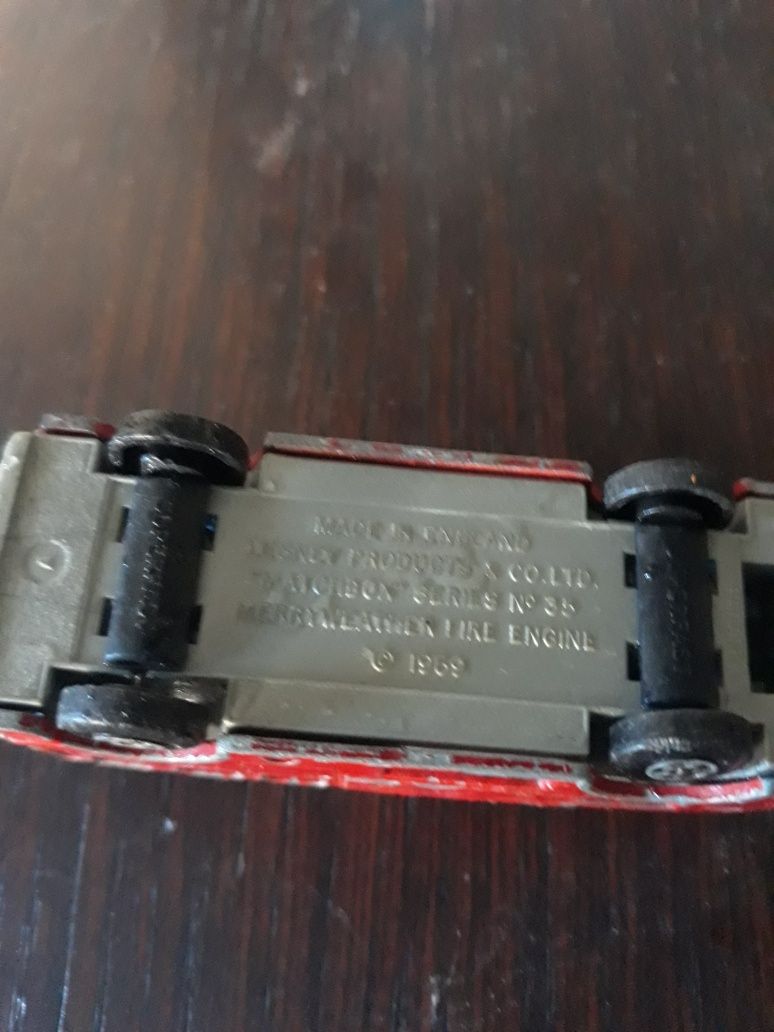 MADE IN ENGLAND
LESNEY PRODUCTS & CO.LTD.
"MATCHBOX" SERIES Nº 35
MERRYWEATHER FIRE ENGINE
© 1969